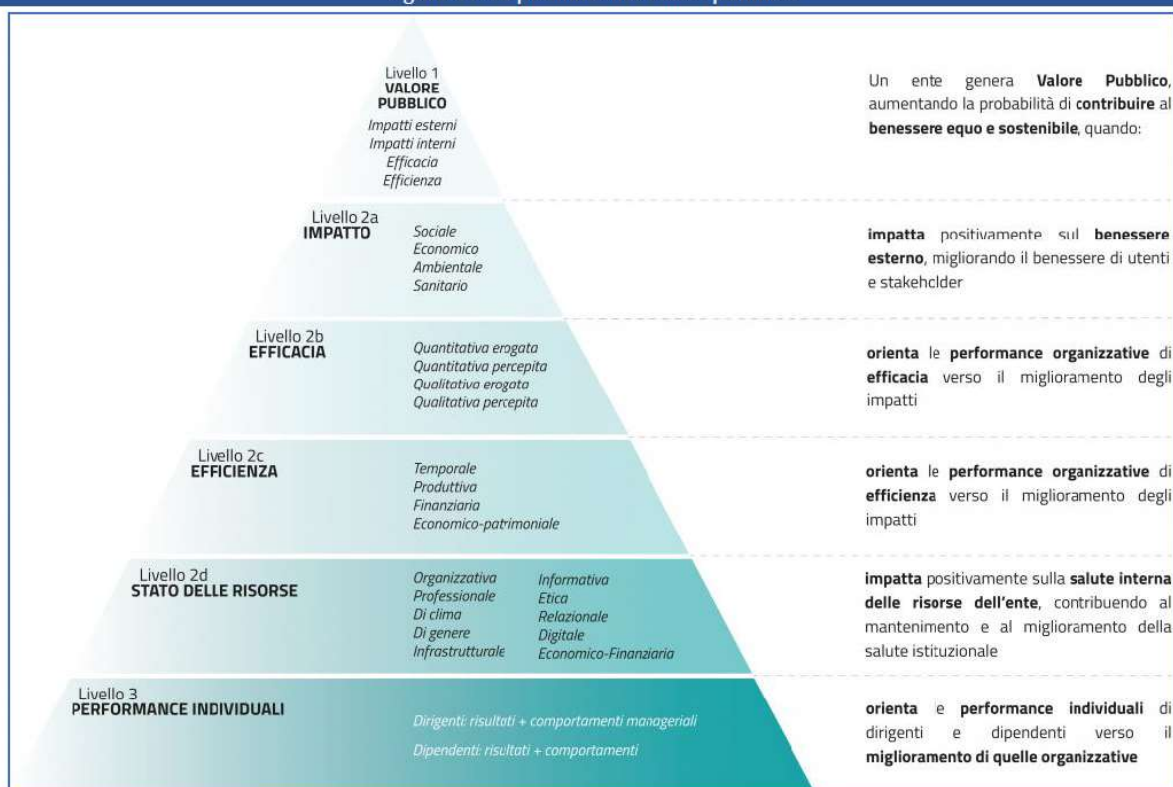 Livello 1
VALORE
PUBBLICO
Impatti esterni
Impatti interni
Efficacia
Efficienza
Un ente genera Valore Pubblico,
aumentando la probabilità di contribuire al
benessere equo e sostenibile, quando:
Livello 2a
IMPATTO
Sociale
Economico
Ambientale
Sanitario
impatta positivamente sul benessere
esterno, migliorando il benessere di utenti
e stakeholder
Livello 2b
EFFICACIA
Quantitativa erogata
Quantitativa percepita
Qualitativa erogata
Qualitativa percepita
orienta le performance organizzative di
efficacia verso il miglioramento degli
impatti
Livello 2c
EFFICIENZA
Temporale
Produttiva
Finanziaria
Economico-patrimoniale
orienta le performance organizzative di
efficienza verso il miglioramento degli
impatti
Livello 2d
STATO DELLE RISORSE
Organizzativa
Professionale
Di clima
Di genere
Infrastrutturale
Informativa
Etica
Relazionale
Digitale
Economico-Finanziaria
impatta positivamente sulla salute interna
delle risorse dell'ente, contribuendo al
mantenimento e al miglioramento della
salute istituzionale
Livello 3
PERFORMANCE INDIVIDUALI
Dirigenti: risultati + comportamenti manageriali
Dipendenti: risultati + comportamenti
orienta le performance individuali di
dirigenti e dipendenti verso il
miglioramento di quelle organizzative